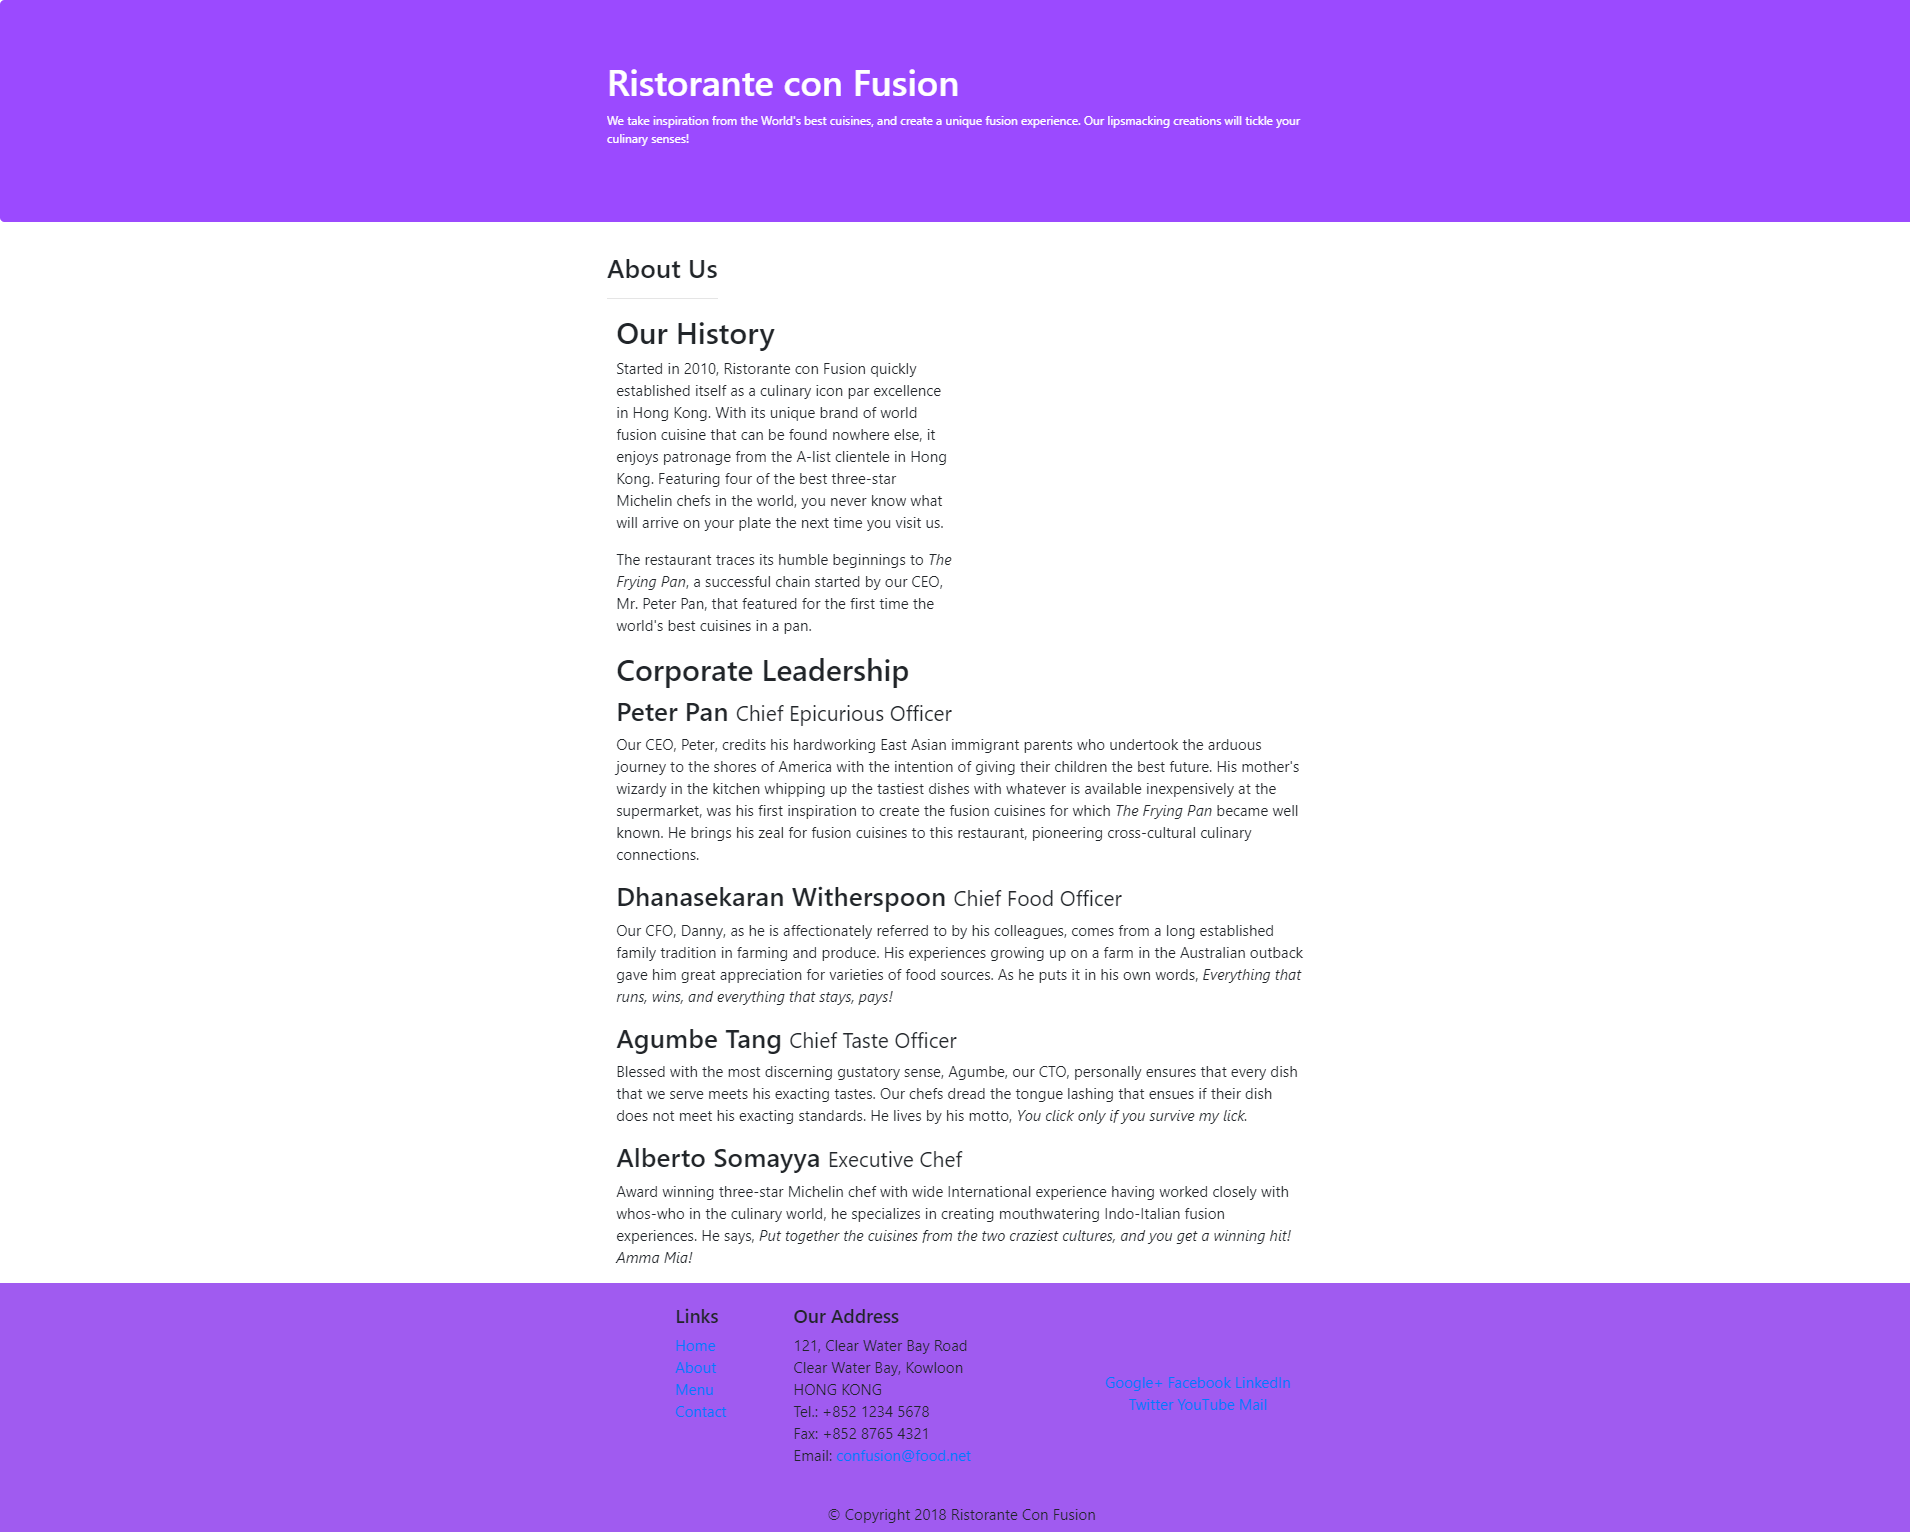 Ristorante con Fusion
We take inspiration from the World's best cuisines, and create a unique fusion experience. Our lipsmacking creations will tickle your
culinary senses!
About Us
Our History
Started in 2010, Ristorante con Fusion quickly
established itself as a culinary icon par excellence
in Hong Kong. With its unique brand of world
fusion cuisine that can be found nowhere else, it
enjoys patronage from the A-list clientele in Hong
Kong. Featuring four of the best three-star
Michelin chefs in the world, you never know what
will arrive on your plate the next time you visit us.
The restaurant traces its humble beginnings to The
Frying Pan, a successful chain started by our CEO,
Mr. Peter Pan, that featured for the first time the
world's best cuisines in a pan.
Corporate Leadership
Peter Pan Chief Epicurious Officer
Our CEO, Peter, credits his hardworking East Asian immigrant parents who undertook the arduous
journey to the shores of America with the intention of giving their children the best future. His mother's
wizardy in the kitchen whipping up the tastiest dishes with whatever is available inexpensively at the
supermarket, was his first inspiration to create the fusion cuisines for which The Frying Pan became well
known. He brings his zeal for fusion cuisines to this restaurant, pioneering cross-cultural culinary
connections.
Dhanasekaran Witherspoon Chief Food Officer
Our CFO, Danny, as he is affectionately referred to by his colleagues, comes from a long established
family tradition in farming and produce. His experiences growing up on a farm in the Australian outback
gave him great appreciation for varieties of food sources. As he puts it in his own words, Everything that
runs, wins, and everything that stays, pays!
Agumbe Tang Chief Taste Officer
Blessed with the most discerning gustatory sense, Agumbe, our CTO, personally ensures that every dish
that we serve meets his exacting tastes. Our chefs dread the tongue lashing that ensues if their dish
does not meet his exacting standards. He lives by his motto, You click only if you survive my lick.
Alberto Somayya Executive Chef
Award winning three-star Michelin chef with wide International experience having worked closely with
whos-who in the culinary world, he specializes in creating mouthwatering Indo-Italian fusion
experiences. He says, Put together the cuisines from the two craziest cultures, and you get a winning hit!
Amma Mia!
Links
Home
About
Menu
Contact
Our Address
121, Clear Water Bay Road
Clear Water Bay, Kowloon
HONG KONG
Tel.: +852 1234 5678
Fax: +852 8765 4321
Email: confusion@food.net
Google+ Facebook LinkedIn
Twitter YouTube Mail
© Copyright 2018 Ristorante Con Fusion